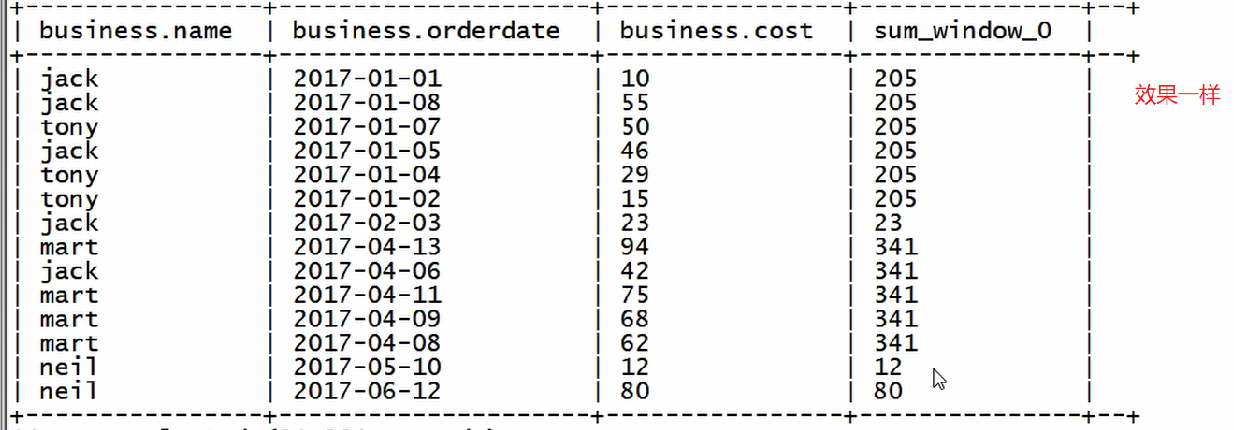 +-----------------+---------------------+-----------------+---------------+--+
| business.name | business.orderdate | business.cost | sum_window_0 |
+-----------------+---------------------+-----------------+---------------+--+
| jack | 2017-01-01 | 10 | 205 |
| jack | 2017-01-08 | 55 | 205 | 效果一样
| tony | 2017-01-07 | 50 | 205 |
| jack | 2017-01-05 | 46 | 205 |
| tony | 2017-01-04 | 29 | 205 |
| tony | 2017-01-02 | 15 | 205 |
| jack | 2017-02-03 | 23 | 23 |
| mart | 2017-04-13 | 94 | 341 |
| jack | 2017-04-06 | 42 | 341 |
| mart | 2017-04-11 | 75 | 341 |
| mart | 2017-04-09 | 68 | 341 |
| mart | 2017-04-08 | 62 | 341 |
| neil | 2017-05-10 | 12 | 12 |
| neil | 2017-06-12 | 80 | 80 |
+-----------------+---------------------+-----------------+---------------+--+